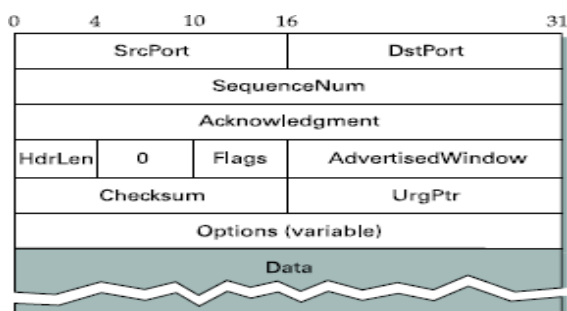 0 4 10 16 31
SrcPort DstPort
SequenceNum
Acknowledgment
HdrLen 0 Flags AdvertisedWindow
Checksum UrgPtr
Options (variable)
Data